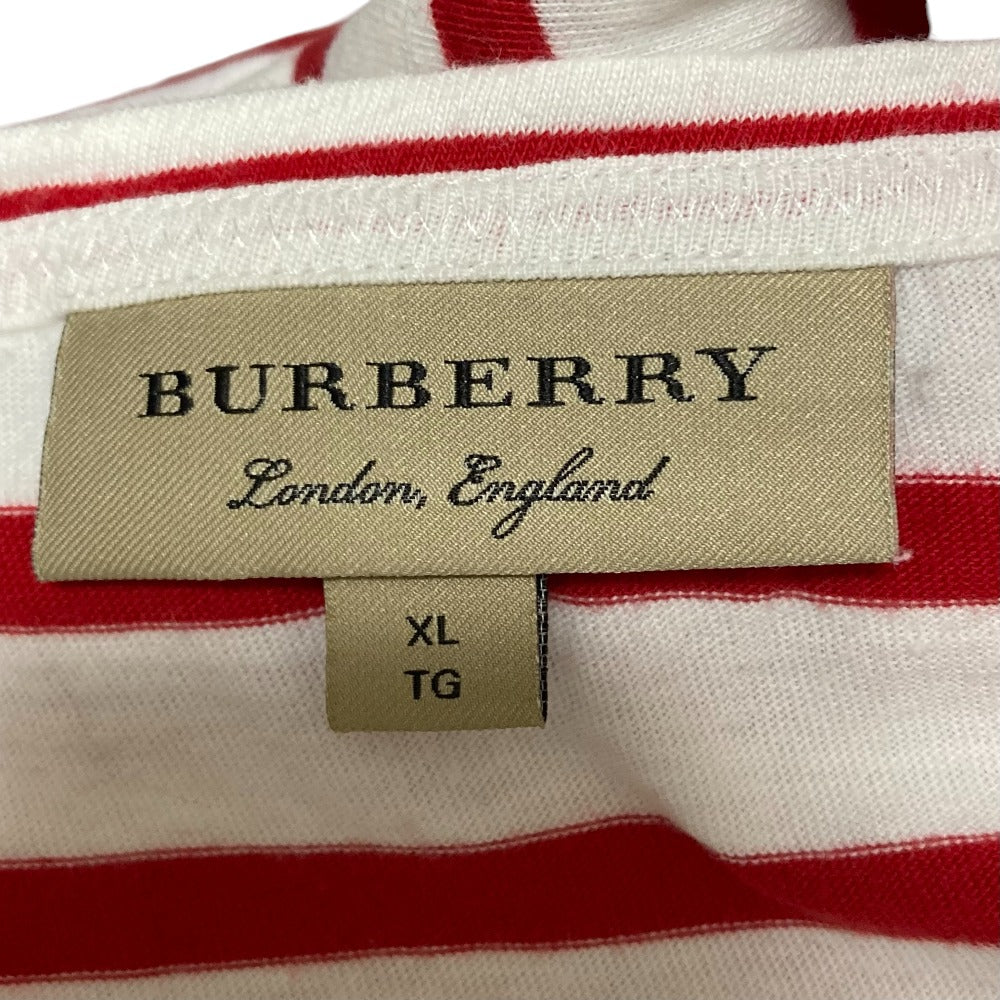 BURBERRY
London, England
XL
TG